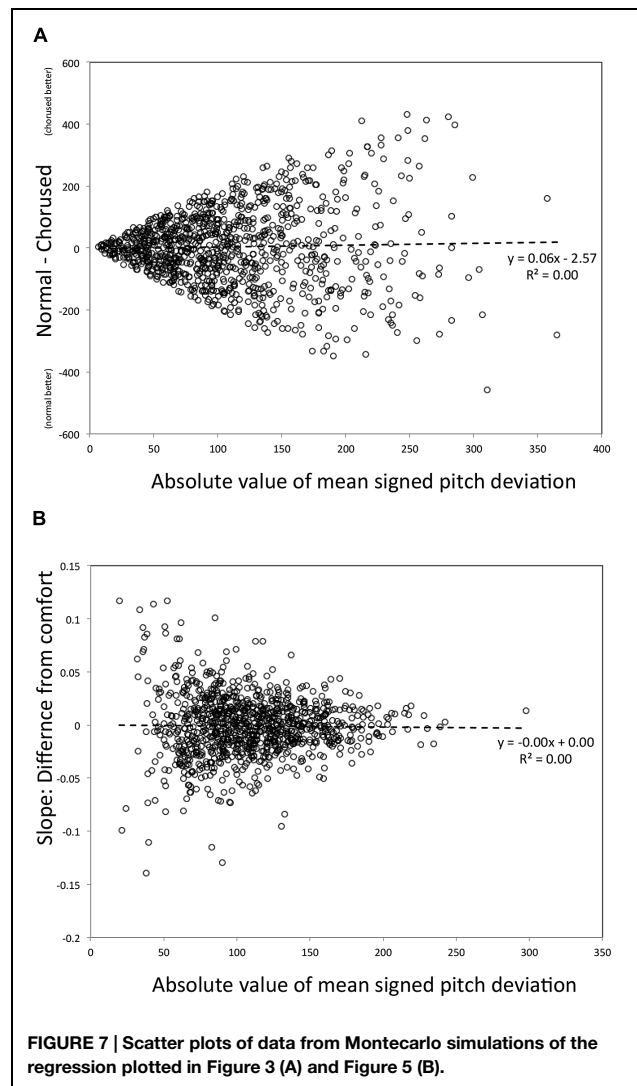 A
600
400
200
0
-200
-400
-600
(chorused better)
Normal - Chorused
(normal better)
y = 0.06x - 2.57
R² = 0.00
0 50 100 150 200 250 300 350 400
Absolute value of mean signed pitch deviation
B
0.15
0.1
0.05
0
-0.05
-0.1
-0.15
-0.2
Slope: Differnce from comfort
y = -0.00x + 0.00
R² = 0.00
0 50 100 150 200 250 300 350
Absolute value of mean signed pitch deviation
FIGURE 7 | Scatter plots of data from Montecarlo simulations of the
regression plotted in Figure 3 (A) and Figure 5 (B).